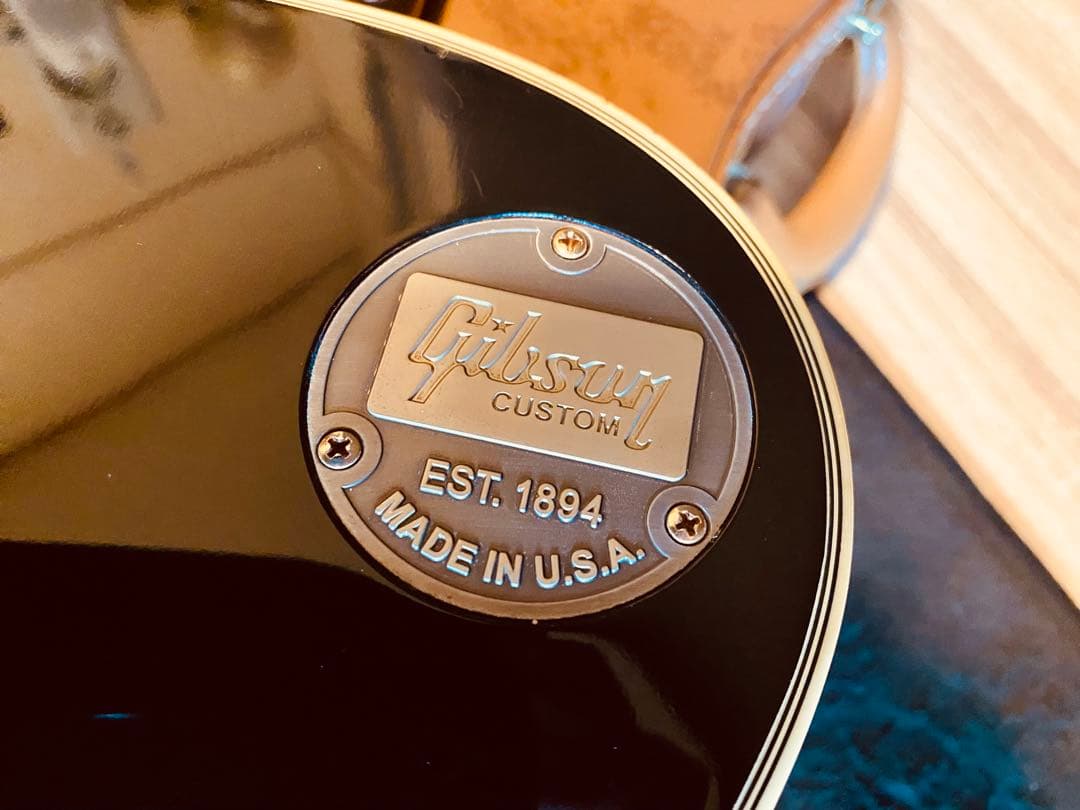 Gibson
CUSTOM
EST. 1894
MADE IN U.S.A.